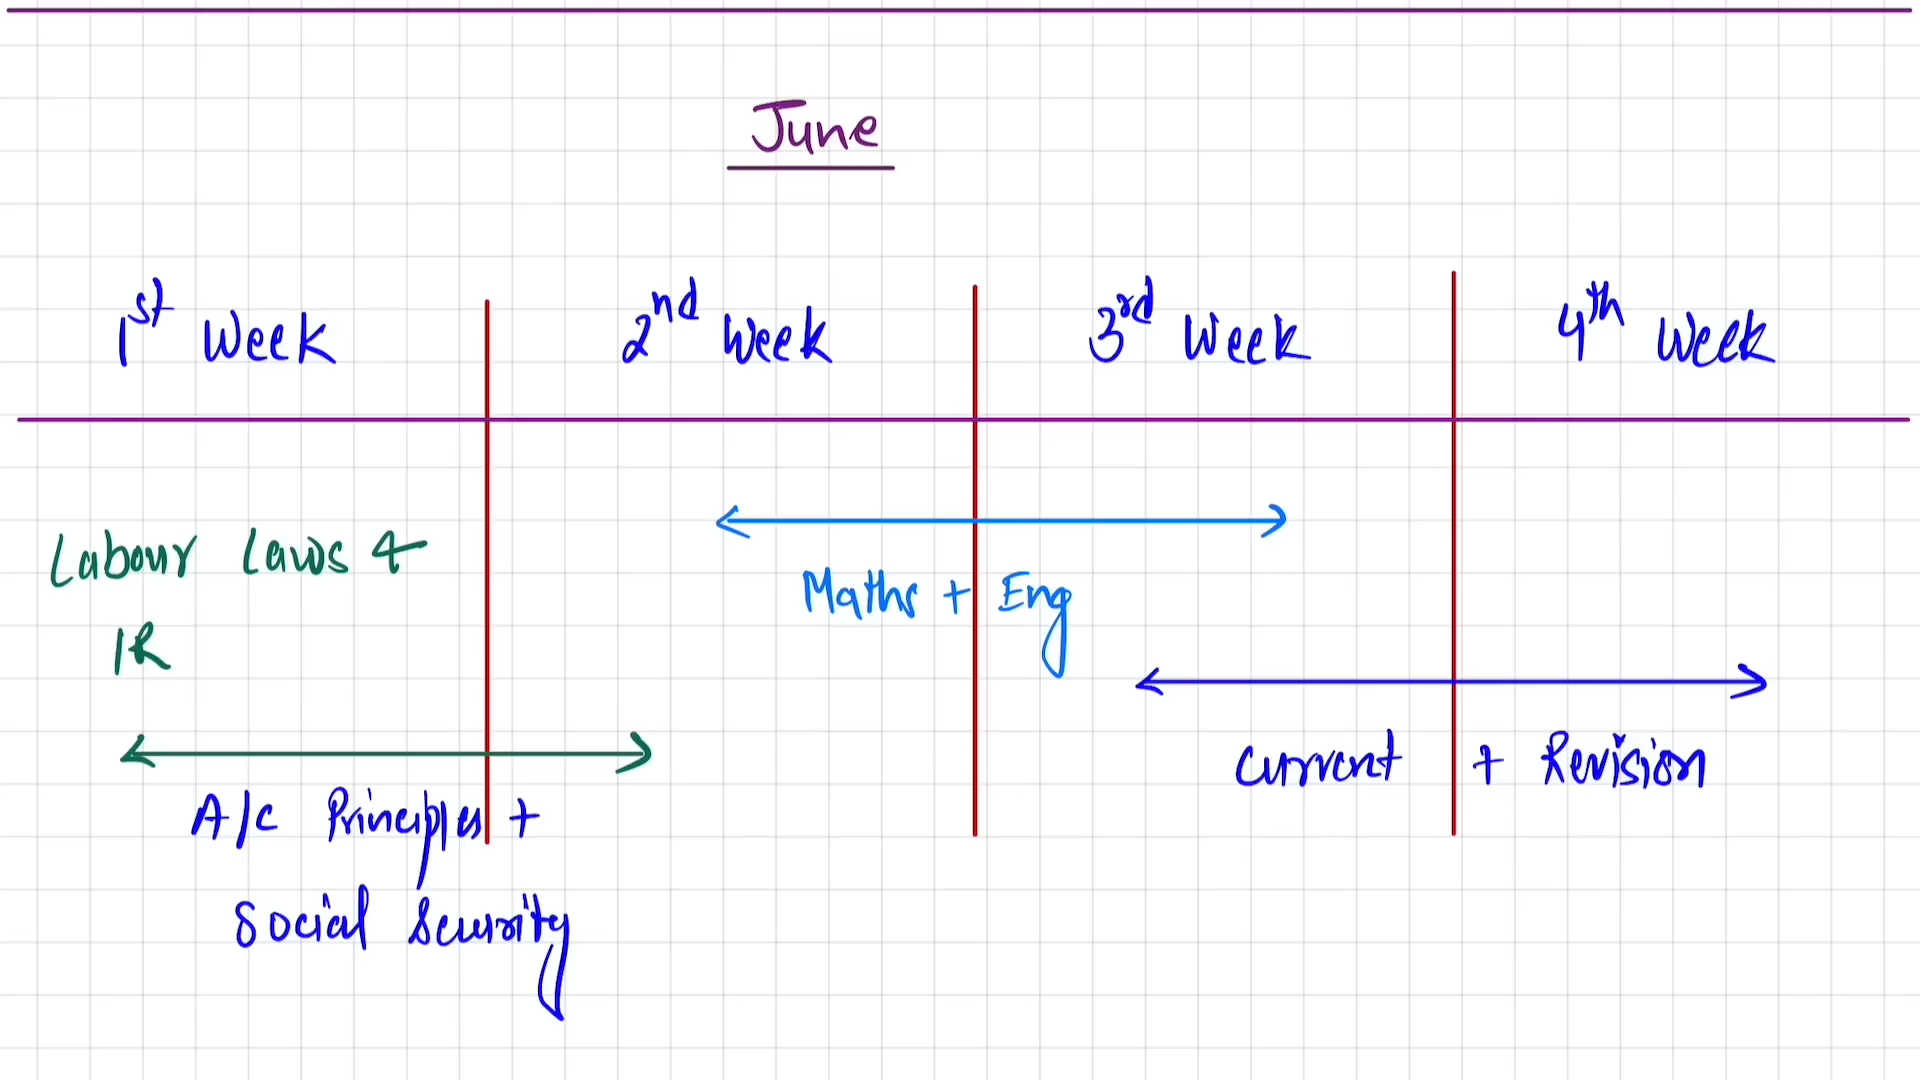 June
1st Week 2nd Week 3rd Week 4th Week
Labour Laws &
IR
Maths + Eng
Current + Revision
A/c Principles +
Social Security